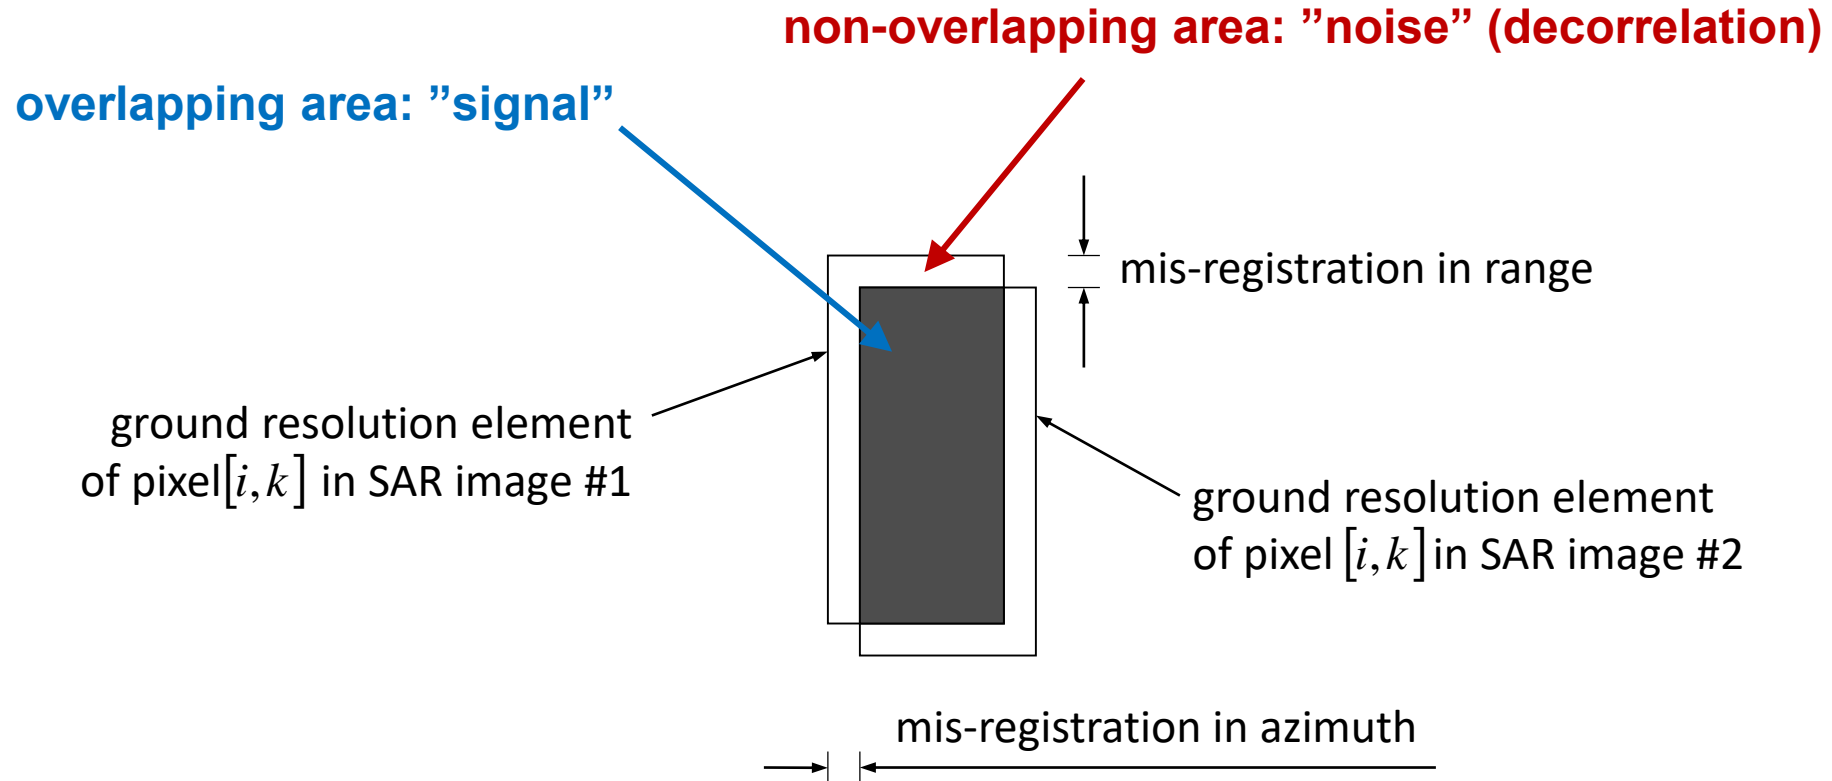 non-overlapping area: ”noise” (decorrelation)
overlapping area: ”signal”
mis-registration in range
ground resolution element
of pixel[i,k] in SAR image #1
ground resolution element
of pixel [i,k] in SAR image #2
mis-registration in azimuth